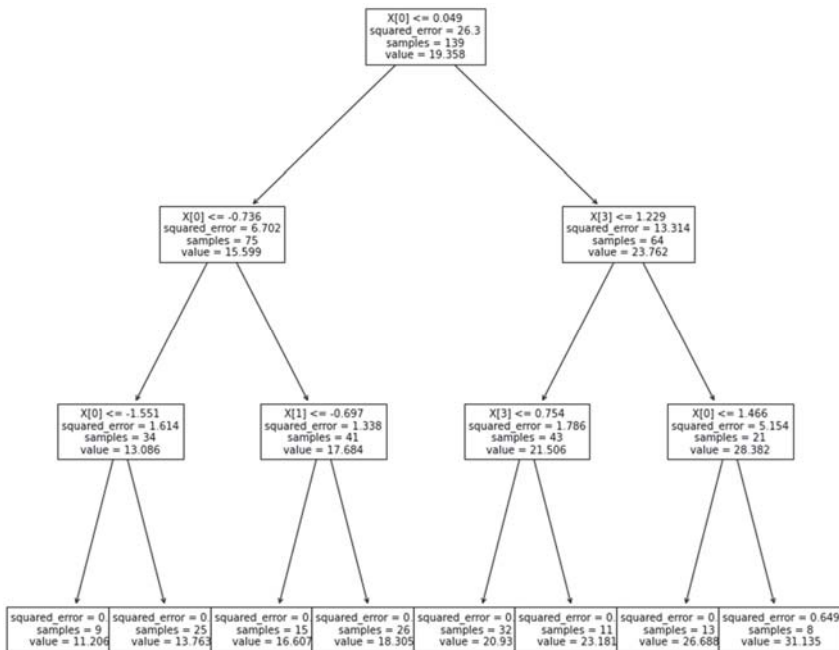 X[0] <= 0.049
squared_error = 26.3
samples = 139
value = 19.358
X[0] <= -0.736
squared_error = 6.702
samples = 75
value = 15.599
X[3] <= 1.229
squared_error = 13.314
samples = 64
value = 23.762
X[0] <= -1.551
squared_error = 1.614
samples = 34
value = 13.086
X[1] <= -0.697
squared_error = 1.338
samples = 41
value = 17.684
X[3] <= 0.754
squared_error = 1.786
samples = 43
value = 21.506
X[0] <= 1.466
squared_error = 5.154
samples = 21
value = 28.382
squared_error = 0.
samples = 9
value = 11.206
squared_error = 0.
samples = 25
value = 13.763
squared_error = 0.
samples = 15
value = 16.607
squared_error = 0.
samples = 26
value = 18.305
squared_error = 0.
samples = 32
value = 20.93
squared_error = 0.
samples = 11
value = 23.181
squared_error = 0.
samples = 13
value = 26.688
squared_error = 0.649
samples = 8
value = 31.135